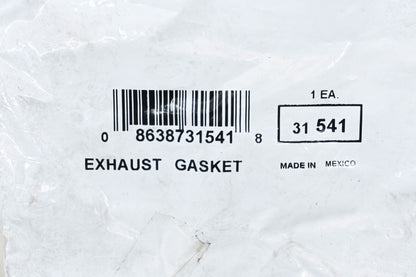 1 EA.
0 8638731541 8
31 541
EXHAUST GASKET
MADE IN MEXICO